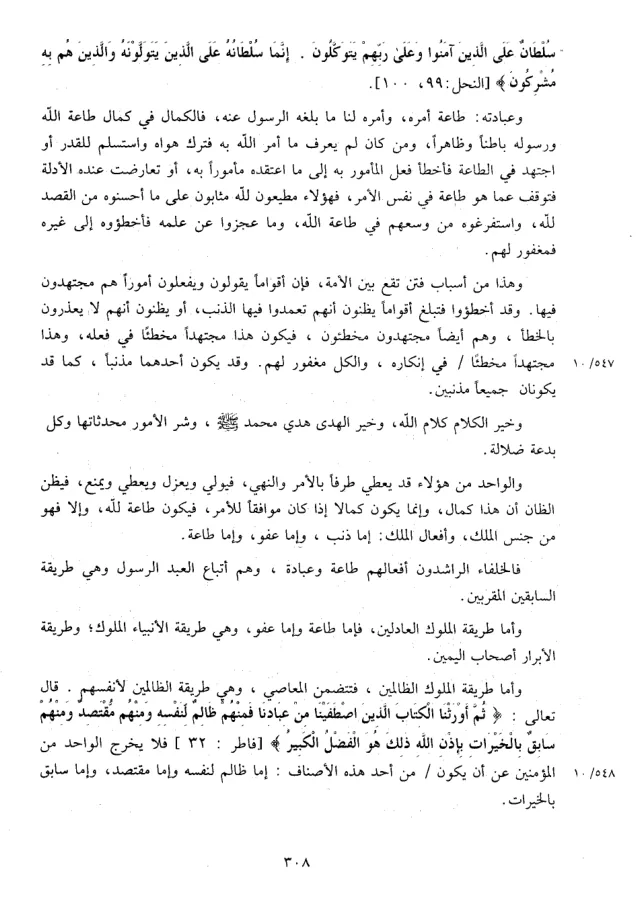 سُلْطَانٌ عَلَى الَّذِينَ آمَنُوا وَعَلَىٰ رَبِّهِمْ يَتَوَكَّلُونَ . إِنَّمَا سُلْطَانُهُ عَلَى الَّذِينَ يَتَوَلَّوْنَهُ وَالَّذِينَ هُم بِهِ
مُشْرِكُونَ ﴾ [النحل:٩٩، ١٠٠].
وعبادته: طاعة أمره، وأمره لنا ما بلغه الرسول عنه، فالكمال في كمال طاعة اللّه
ورسوله باطناً وظاهراً، ومن كان لم يعرف ما أمر اللّه به فترك هواه واستسلم للقدر أو
اجتهد في الطاعة فأخطأ فعل المأمور به إلى ما اعتقده مأموراً به، أو تعارضت عنده الأدلة
فتوقف عما هو طاعة في نفس الأمر، فهؤلاء مطيعون للّه مثابون على ما أحسنوه من القصد
للّه، واستفرغوه من وسعهم في طاعة اللّه، وما عجزوا عن علمه فأخطؤوه إلى غيره
فمغفور لهم.
وهذا من أسباب فتن تقع بين الأمة، فإن أقواماً يقولون ويفعلون أموراً هم مجتهدون
فيها. وقد أخطؤوا فتبلغ أقواماً يظنون أنهم تعمدوا فيها الذنب، أو يظنون أنهم لا يعذرون
بالخطأ ، وهم أيضاً مجتهدون مخطئون ، فيكون هذا مجتهداً مخطئًا في فعله، وهذا
مجتهداً مخطئًا / في إنكاره ، والكل مغفور لهم. وقد يكون أحدهما مذنباً ، كما قد ١٠/٥٤٧
يكونان جميعاً مذنبين.
وخير الكلام كلام اللّه، وخير الهدى هدي محمد ﷺ ، وشر الأمور محدثاتها وكل
بدعة ضلالة.
والواحد من هؤلاء قد يعطي طرفاً بالأمر والنهي، فيولي ويعزل ويعطي ويمنع، فيظن
الظان أن هذا كمال، وإنما يكون كمالا إذا كان موافقاً للأمر، فيكون طاعة للّه، وإلا فهو
من جنس الملك، وأفعال الملك: إما ذنب ، وإما عفو، وإما طاعة.
فالخلفاء الراشدون أفعالهم طاعة وعبادة ، وهم أتباع العبد الرسول وهي طريقة
السابقين المقربين.
وأما طريقة الملوك العادلين، فإما طاعة وإما عفو، وهي طريقة الأنبياء الملوك؛ وطريقة
الأبرار أصحاب اليمين.
وأما طريقة الملوك الظالمين ، فتتضمن المعاصي ، وهي طريقة الظالمين لأنفسهم . قال
تعالى : ﴿ ثُمَّ أَوْرَثْنَا الْكِتَابَ الَّذِينَ اصْطَفَيْنَا مِنْ عِبَادِنَا فَمِنْهُمْ ظَالِمٌ لِّنَفْسِهِ وَمِنْهُم مُّقْتَصِدٌ وَمِنْهُمْ
سَابِقٌ بِالْخَيْرَاتِ بِإِذْنِ اللَّهِ ذَلِكَ هُوَ الْفَضْلُ الْكَبِيرُ ﴾ [فاطر : ٣٢ ] فلا يخرج الواحد من
المؤمنين عن أن يكون / من أحد هذه الأصناف : إما ظالم لنفسه وإما مقتصد، وإما سابق ١٠/٥٤٨
بالخيرات.
٣٠٨